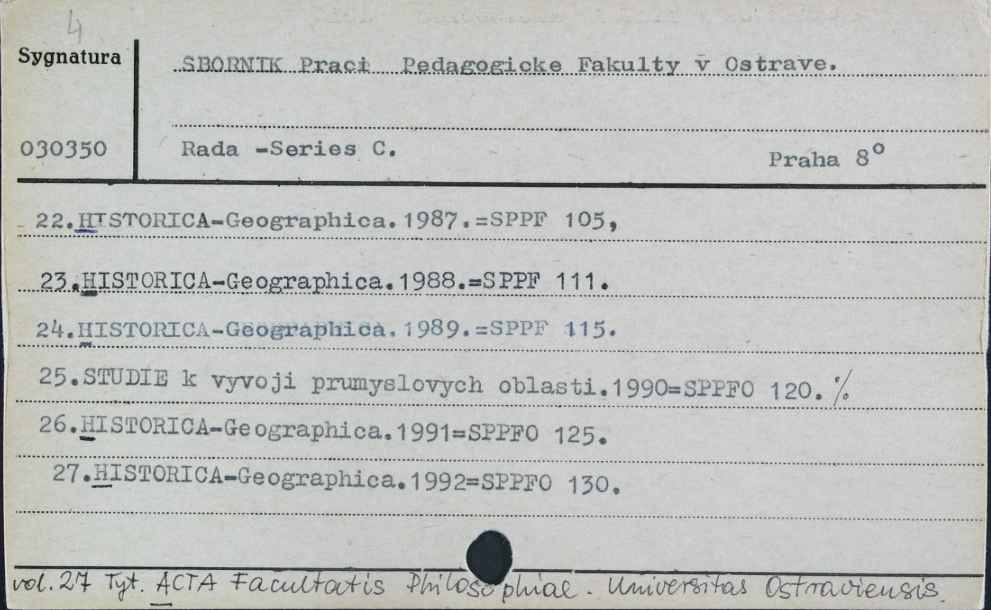 4
Sygnatura
SBORNIK Praci Pedagogicke Fakulty v Ostrave.
030350
Rada -Series C.
Praha 8°
22.HISTORICA-Geographica.1987.=SPPF 105,
23.HISTORICA-Geographica.1988.=SPPF 111.
24.HISTORICA-Geographica.1989.=SPPF 115.
25.STUDIE k vyvoji prumyslovych oblasti.1990=SPPFO 120. ·/.
26.HISTORICA-Geographica.1991=SPPFO 125.
27.HISTORICA-Geographica.1992=SPPFO 130.
vol. 27 Tyt. ACTA Facultatis Philosophiae. Universitas Ostraviensis.